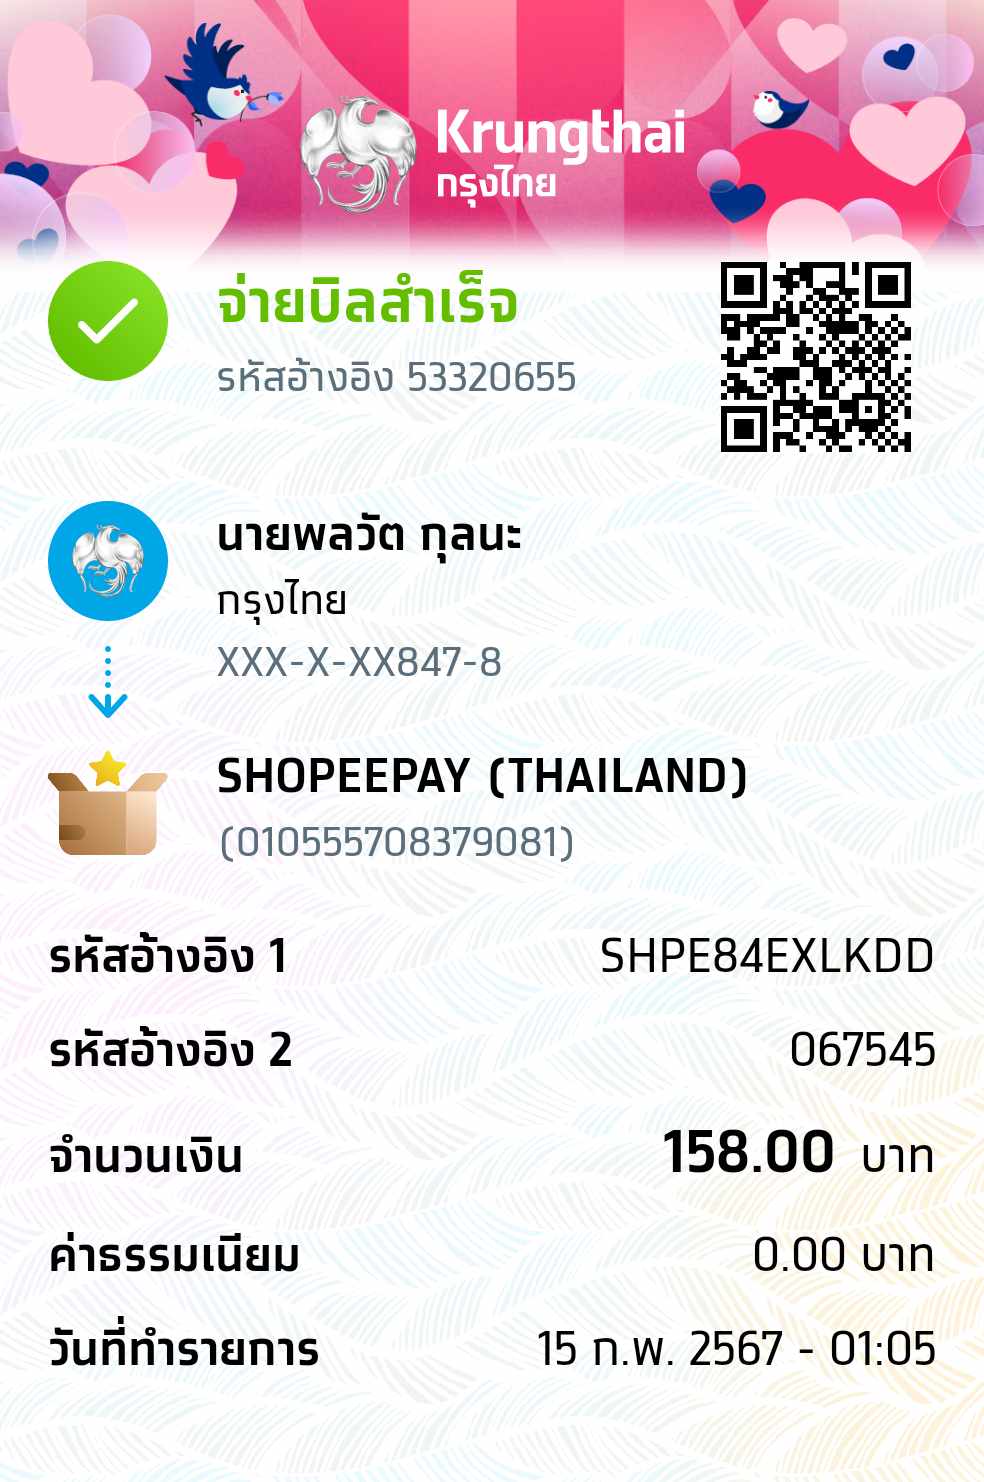 Krungthai
กรุงไทย
จ่ายบิลสำเร็จ
รหัสอ้างอิง 53320655
นายพลวัต กุลนะ
กรุงไทย
XXX-X-XX847-8
SHOPEEPAY (THAILAND)
(010555708379081)
รหัสอ้างอิง 1 SHPE84EXLKDD
รหัสอ้างอิง 2 067545
จำนวนเงิน 158.00 บาท
ค่าธรรมเนียม 0.00 บาท
วันที่ทำรายการ 15 ก.พ. 2567 - 01:05